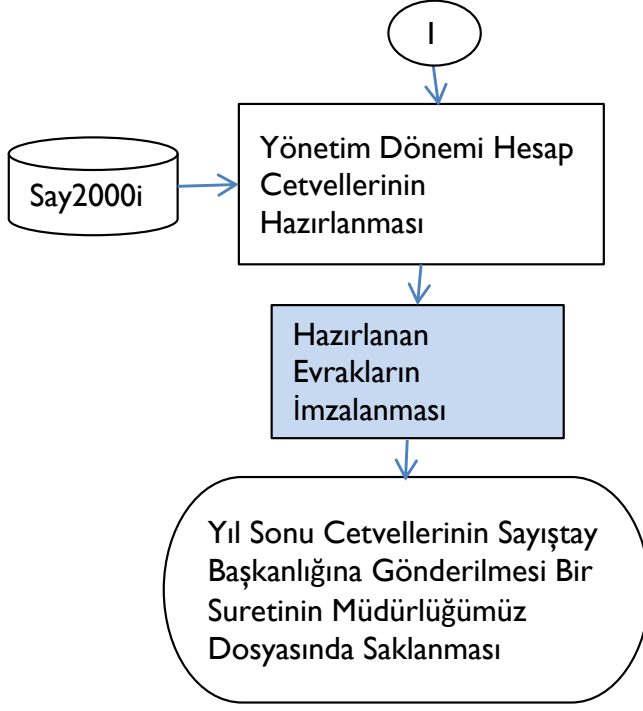 1
Yönetim Dönemi Hesap
Cetvellerinin
Hazırlanması
Say2000i
Hazırlanan
Evrakların
İmzalanması
Yıl Sonu Cetvellerinin Sayıştay
Başkanlığına Gönderilmesi Bir
Suretinin Müdürlüğümüz
Dosyasında Saklanması